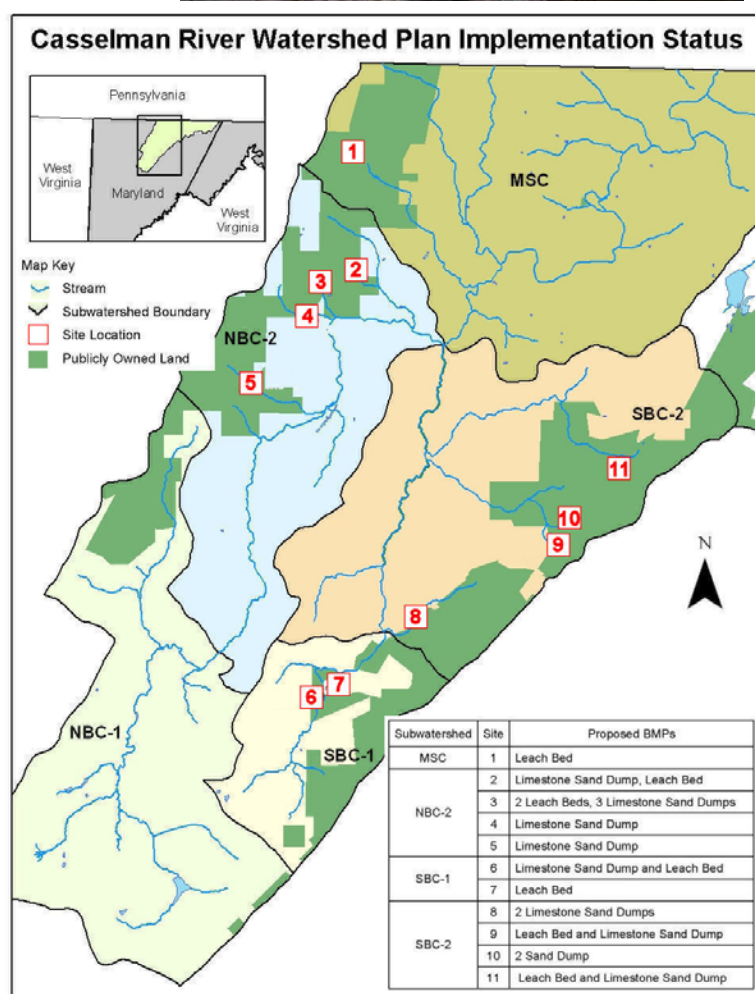 Casselman River Watershed Plan Implementation Status
Pennsylvania
West
Virginia
Maryland
West
Virginia
Map Key
Stream
Subwatershed Boundary
Site Location
Publicly Owned Land
1
MSC
2
3
4
NBC-2
5
SBC-2
11
10
9
N
8
7
6
NBC-1
SBC-1
Subwatershed Site Proposed BMPs
MSC 1 Leach Bed
NBC-2
2 Limestone Sand Dump, Leach Bed
3 2 Leach Beds, 3 Limestone Sand Dumps
4 Limestone Sand Dump
5 Limestone Sand Dump
SBC-1
6 Limestone Sand Dump and Leach Bed
7 Leach Bed
SBC-2
8 2 Limestone Sand Dumps
9 Leach Bed and Limestone Sand Dump
10 2 Sand Dump
11 Leach Bed and Limestone Sand Dump